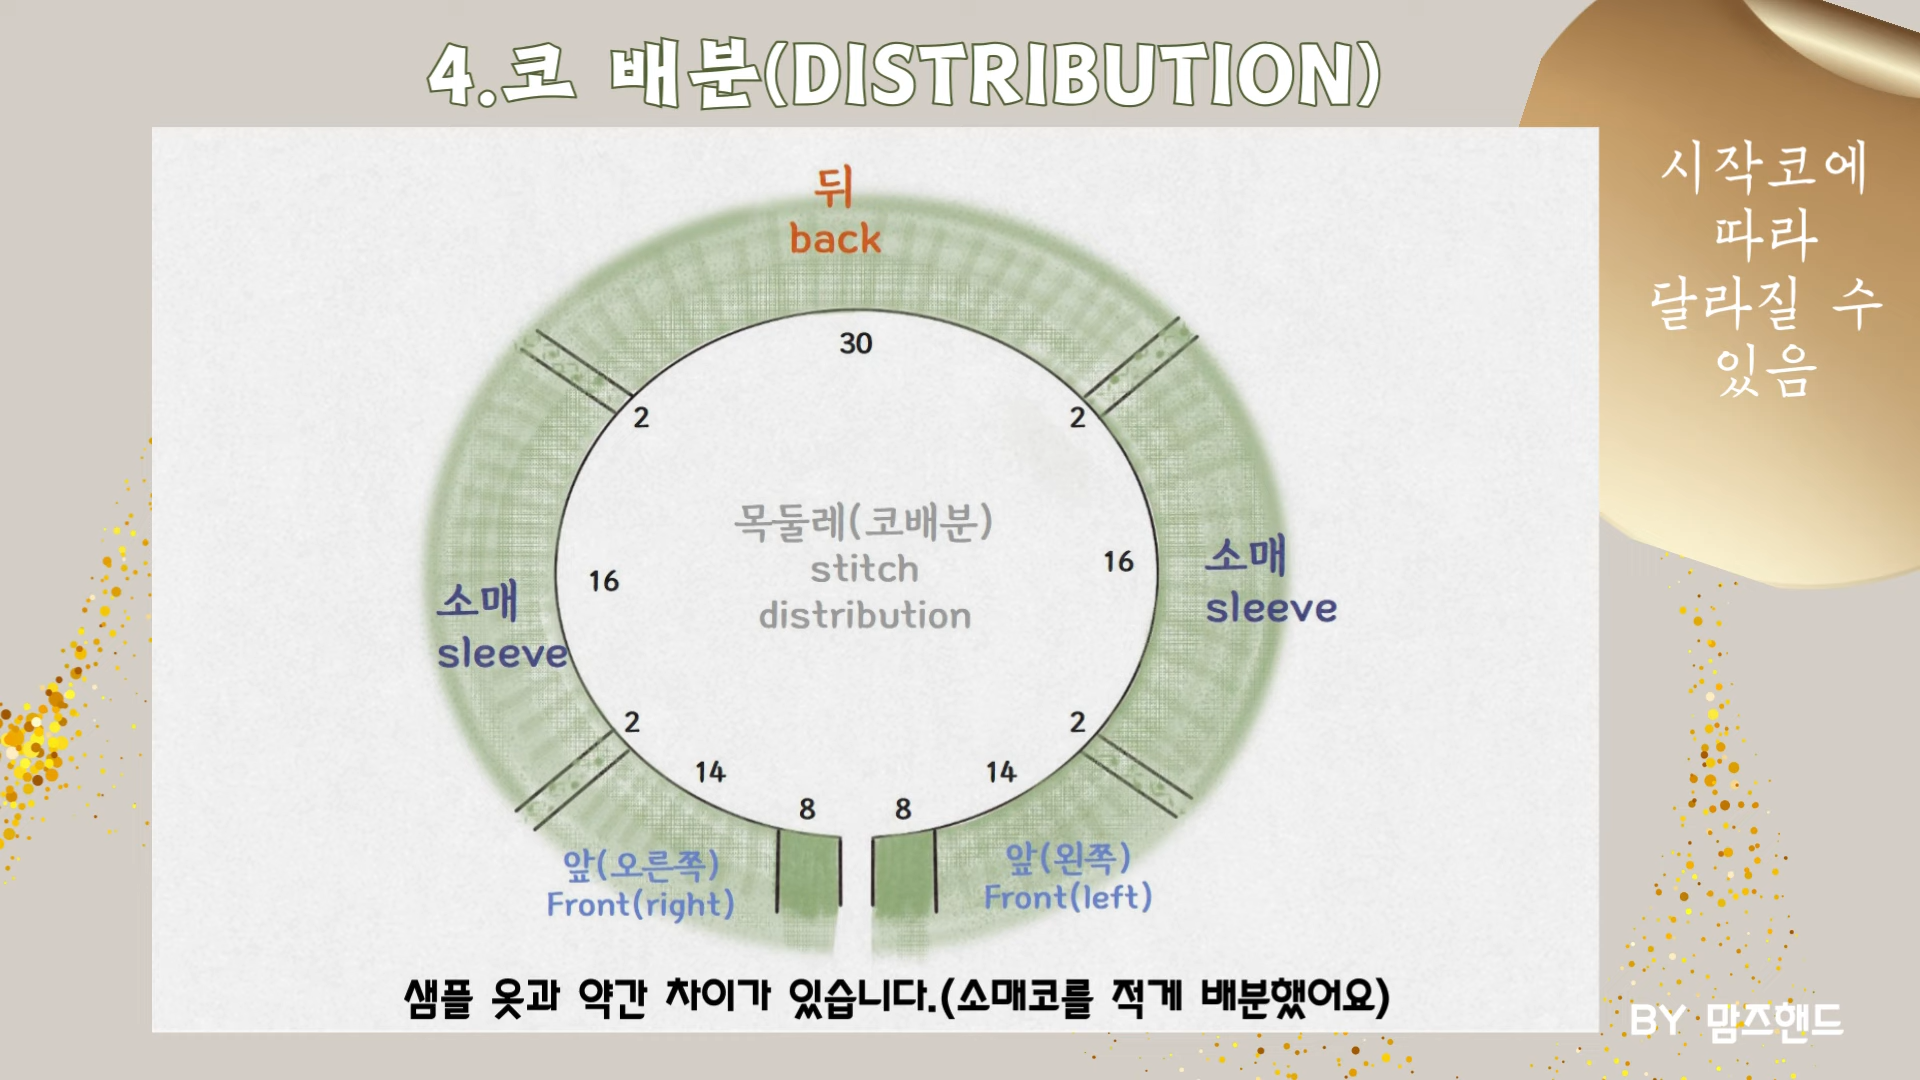 4.코 배분(DISTRIBUTION)
시작코에
따라
달라질 수
있음
뒤
back
30
2
2
목둘레(코배분)
stitch
distribution
16
16
소매
sleeve
소매
sleeve
2
2
14
14
8
8
앞(오른쪽)
Front(right)
앞(왼쪽)
Front(left)
샘플 옷과 약간 차이가 있습니다.(소매코를 적게 배분했어요)
BY 맘즈핸드